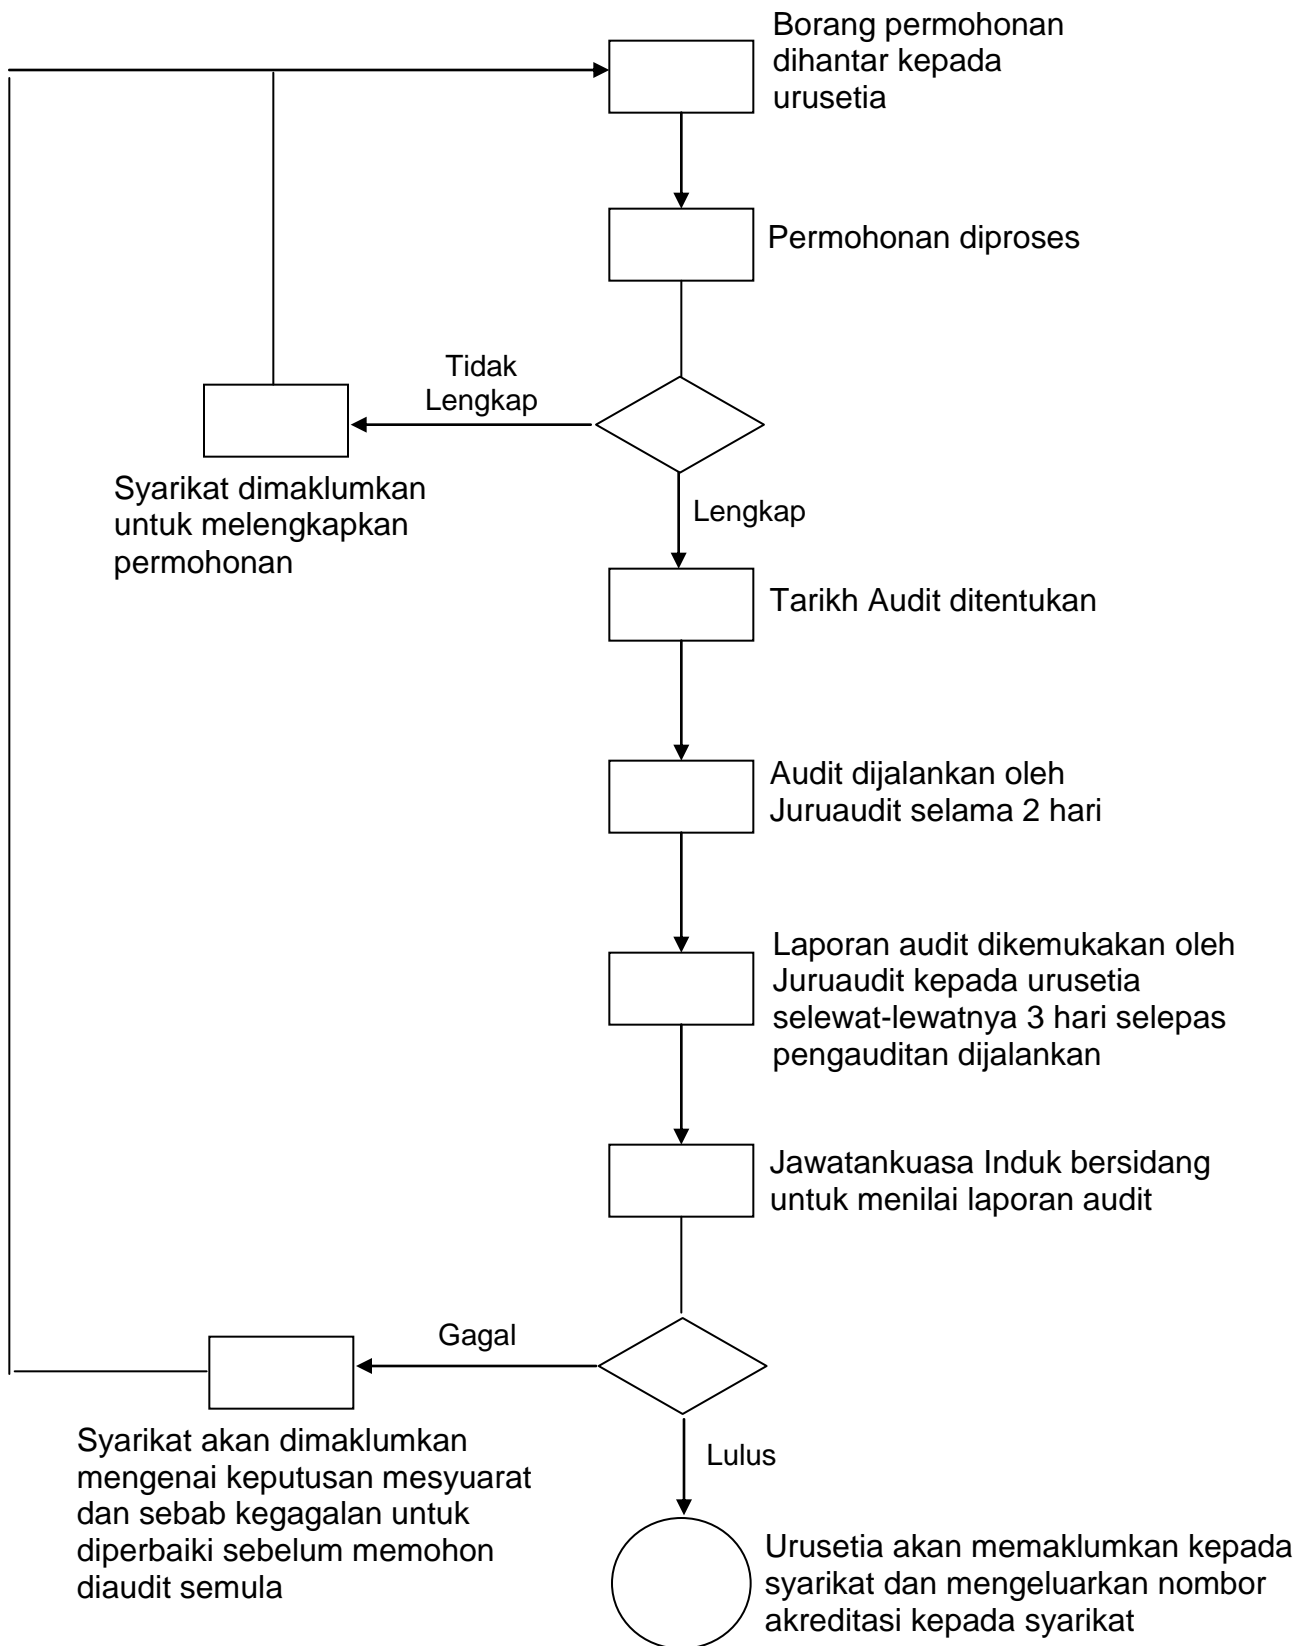 Borang permohonan
dihantar kepada
urusetia
Permohonan diproses
Tidak
Lengkap
Syarikat dimaklumkan
untuk melengkapkan
permohonan
Lengkap
Tarikh Audit ditentukan
Audit dijalankan oleh
Juruaudit selama 2 hari
Laporan audit dikemukakan oleh
Juruaudit kepada urusetia
selewat-lewatnya 3 hari selepas
pengauditan dijalankan
Jawatankuasa Induk bersidang
untuk menilai laporan audit
Gagal
Syarikat akan dimaklumkan
mengenai keputusan mesyuarat
dan sebab kegagalan untuk
diperbaiki sebelum memohon
diaudit semula
Lulus
Urusetia akan memaklumkan kepada
syarikat dan mengeluarkan nombor
akreditasi kepada syarikat